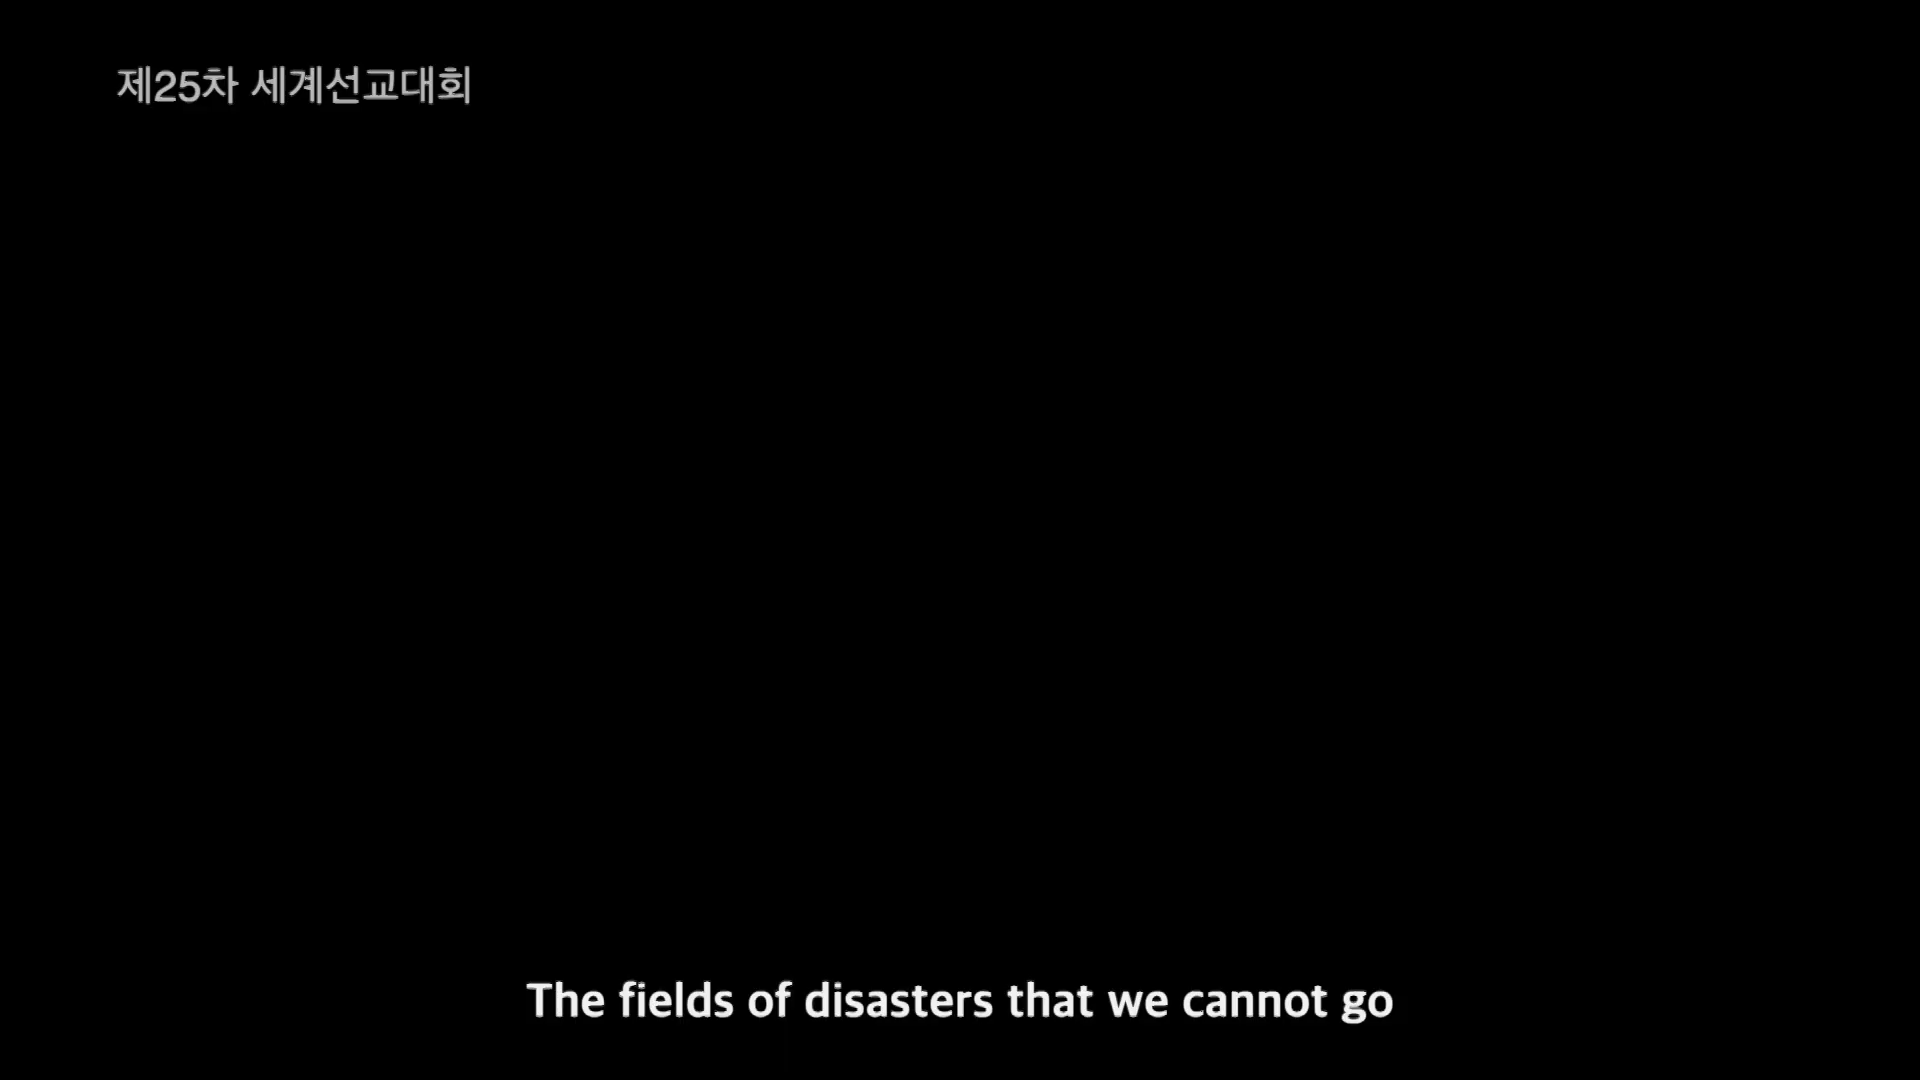 제25차 세계선교대회
The fields of disasters that we cannot go